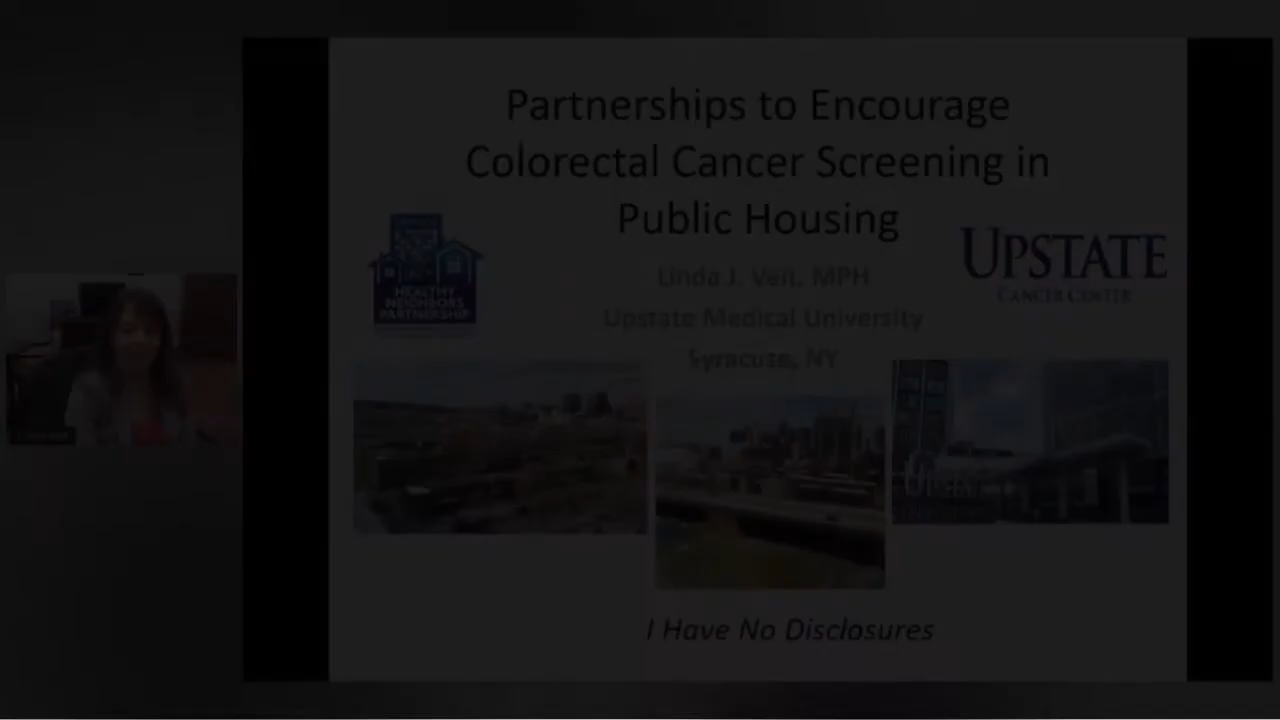 Partnerships to Encourage
Colorectal Cancer Screening in
Public Housing
HEALTHY
NEIGHBORS
PARTNERSHIP
UPSTATE
CANCER CENTER
Linda J. Veit, MPH
Upstate Medical University
Syracuse, NY
I Have No Disclosures